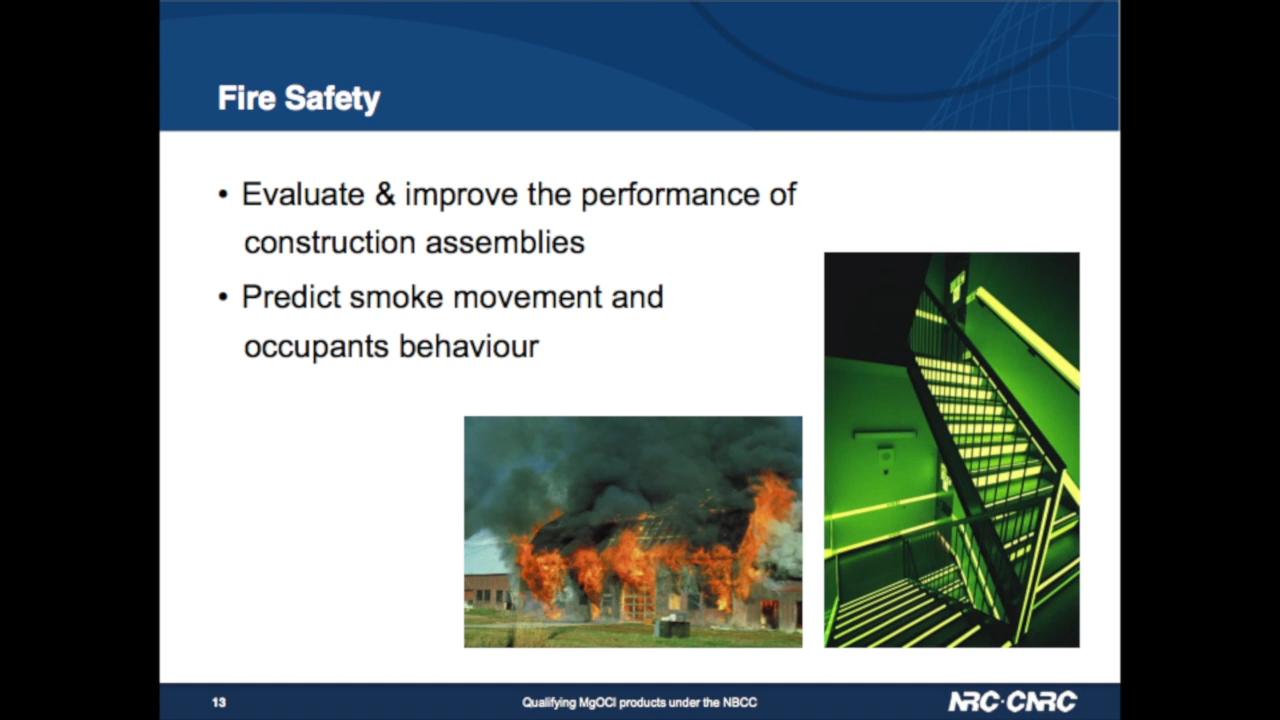 Fire Safety
• Evaluate & improve the performance of
construction assemblies
• Predict smoke movement and
occupants behaviour
13
Qualifying MgOCl products under the NBCC
NRC·CNRC